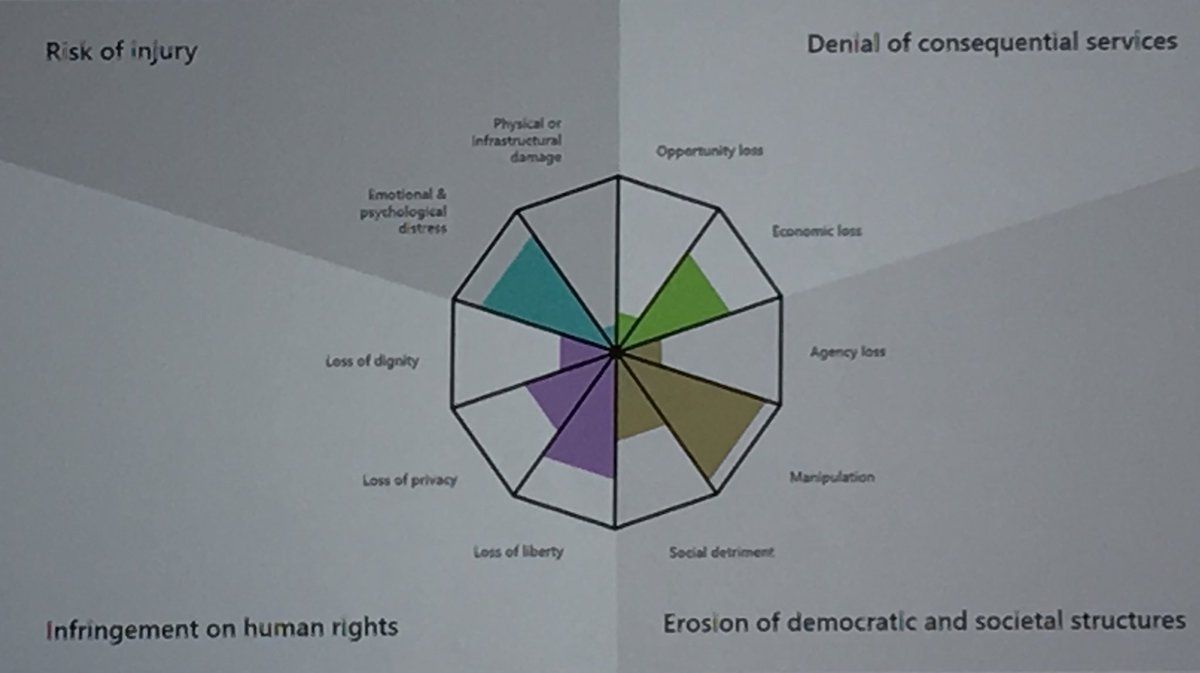 Risk of injury
Denial of consequential services
Physical or
infrastructural
damage
Opportunity loss
Emotional &
psychological
distress
Economic loss
Loss of dignity
Agency loss
Loss of privacy
Manipulation
Loss of liberty
Social detriment
Infringement on human rights
Erosion of democratic and societal structures